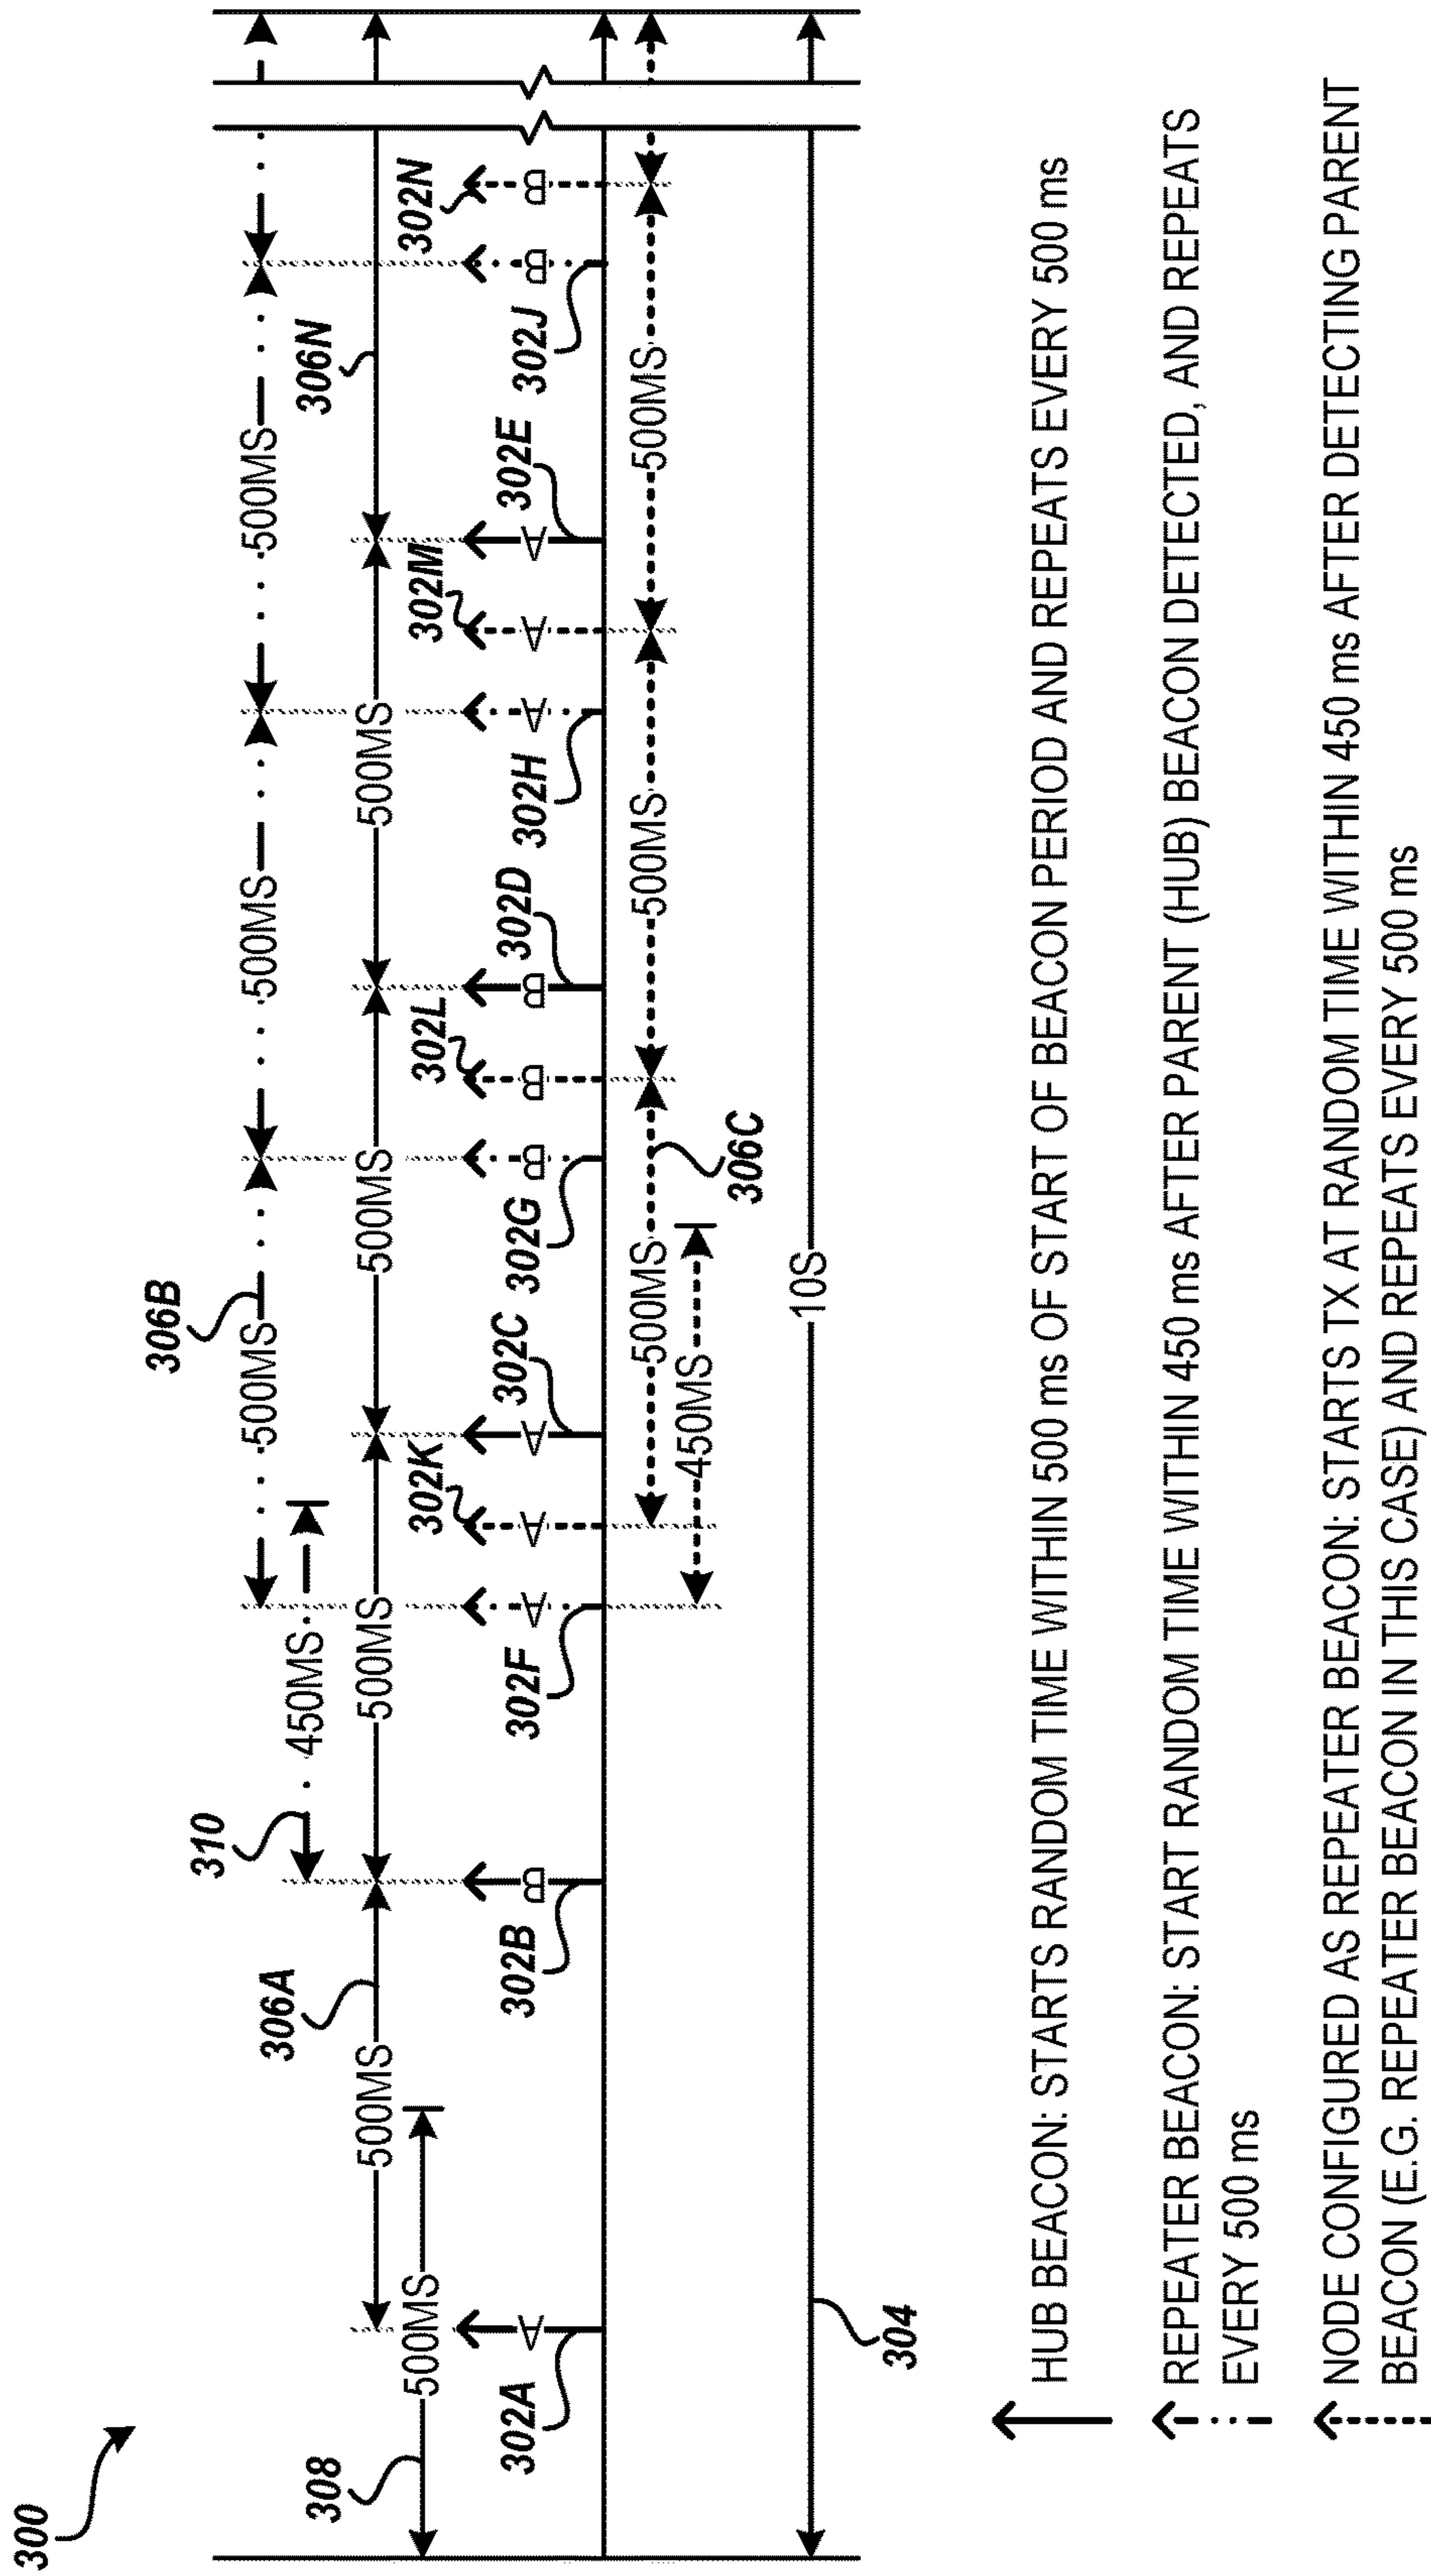 300
306B
310
500MS 500MS 500MS
306A 450MS 306N
308
500MS 500MS 500MS 500MS
500MS
302K 302L 302M 302N
A B A A A B B B A A A B B
302A 302B 302F 302C 302G 302D 302H 302E 302J
500MS 500MS 500MS
450MS
306C
10S
304
HUB BEACON: STARTS RANDOM TIME WITHIN 500 ms OF START OF BEACON PERIOD AND REPEATS EVERY 500 ms
REPEATER BEACON: START RANDOM TIME WITHIN 450 ms AFTER PARENT (HUB) BEACON DETECTED, AND REPEATS
EVERY 500 ms
NODE CONFIGURED AS REPEATER BEACON: STARTS TX AT RANDOM TIME WITHIN 450 ms AFTER DETECTING PARENT
BEACON (E.G. REPEATER BEACON IN THIS CASE) AND REPEATS EVERY 500 ms